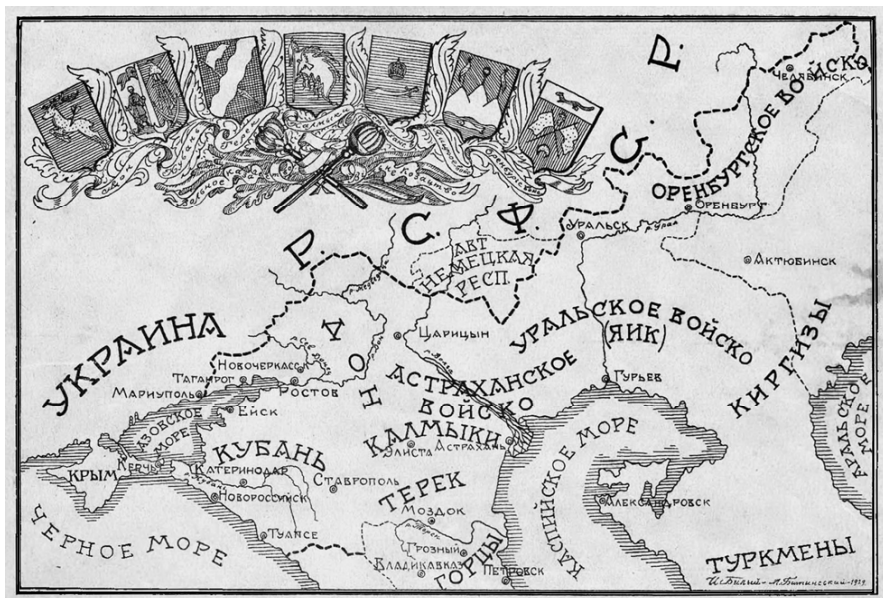 Р. С. Ф. С. Р.
ЧЕЛЯБИНСК
ОРЕНБУРГСКОЕ ВОЙСКО
ОРЕНБУРГ
УРАЛЬСК
р. Урал
АКТЮБИНСК
АВТ
НЕМЕЦКАЯ
РЕСП.
УКРАИНА
ДОН
ЦАРИЦЫН
УРАЛЬСКОЕ ВОЙСКО
(ЯИК)
КИРГИЗЫ
НОВОЧЕРКАССК
ТАГАНРОГ
МАРИУПОЛЬ
РОСТОВ
АСТРАХАНСКОЕ
ВОЙСКО
ГУРЬЕВ
ЕЙСК
АЗОВСКОЕ
МОРЕ
КАЛМЫКИ
ЭЛИСТА
АСТРАХАНЬ
КАСПИЙСКОЕ МОРЕ
АРАЛЬСКОЕ
МОРЕ
КРЫМ
КЕРЧЬ
КУБАНЬ
ЕКАТЕРИНОДАР
СТАВРОПОЛЬ
НОВОРОССИЙСК
ТЕРЕК
МОЗДОК
АЛЕКСАНДРОВСК
ЧЕРНОЕ МОРЕ
ТУАПСЕ
ГРОЗНЫЙ
ВЛАДИКАВКАЗ
ГОРЦЫ
ПЕТРОВСК
ТУРКМЕНЫ